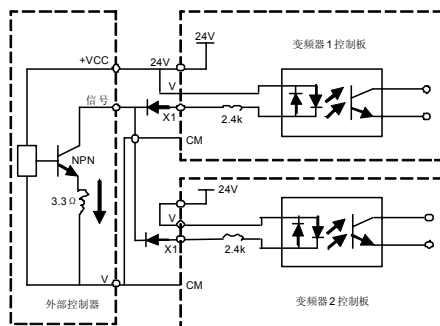 变频器1控制板
24V
+VCC
24V
V
信号
X1
2.4k
NPN
CM
3.3Ω
24V
V
X1
2.4k
V
CM
外部控制器
变频器2控制板